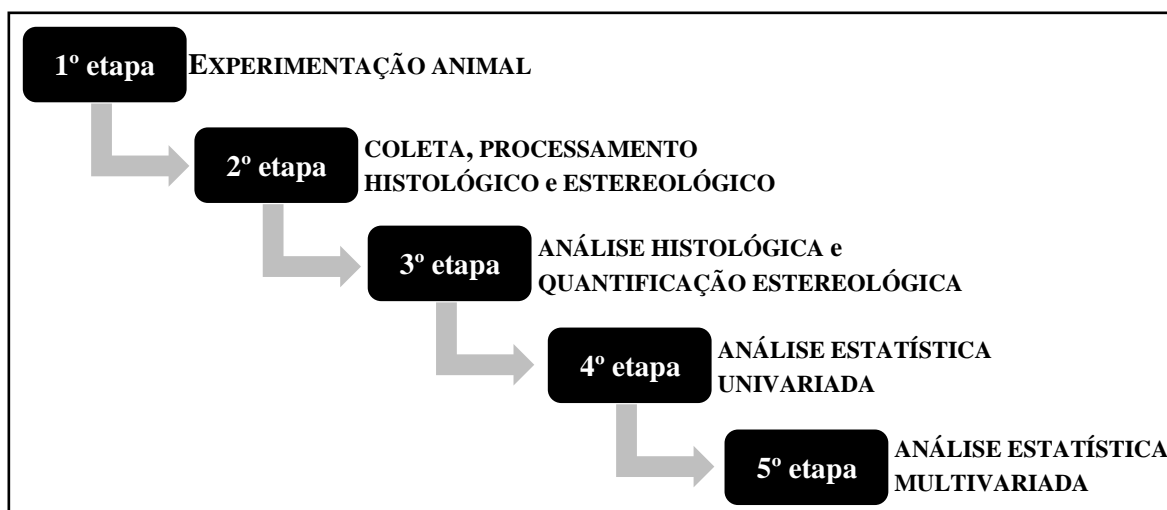 1º etapa
EXPERIMENTAÇÃO ANIMAL
2º etapa
COLETA, PROCESSAMENTO
HISTOLÓGICO e ESTEREOLÓGICO
3º etapa
ANÁLISE HISTOLÓGICA e
QUANTIFICAÇÃO ESTEREOLÓGICA
4º etapa
ANÁLISE ESTATÍSTICA
UNIVARIADA
5º etapa
ANÁLISE ESTATÍSTICA
MULTIVARIADA